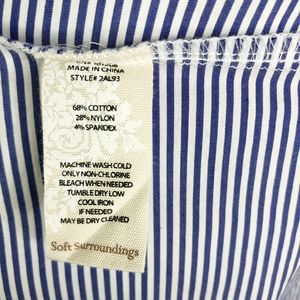 MADE IN CHINA
STYLE# 2AL93
68% COTTON
28% NYLON
4% SPANDEX
MACHINE WASH COLD
ONLY NON-CHLORINE
BLEACH WHEN NEEDED
TUMBLE DRY LOW
COOL IRON
IF NEEDED
MAY BE DRY CLEANED
Soft Surroundings